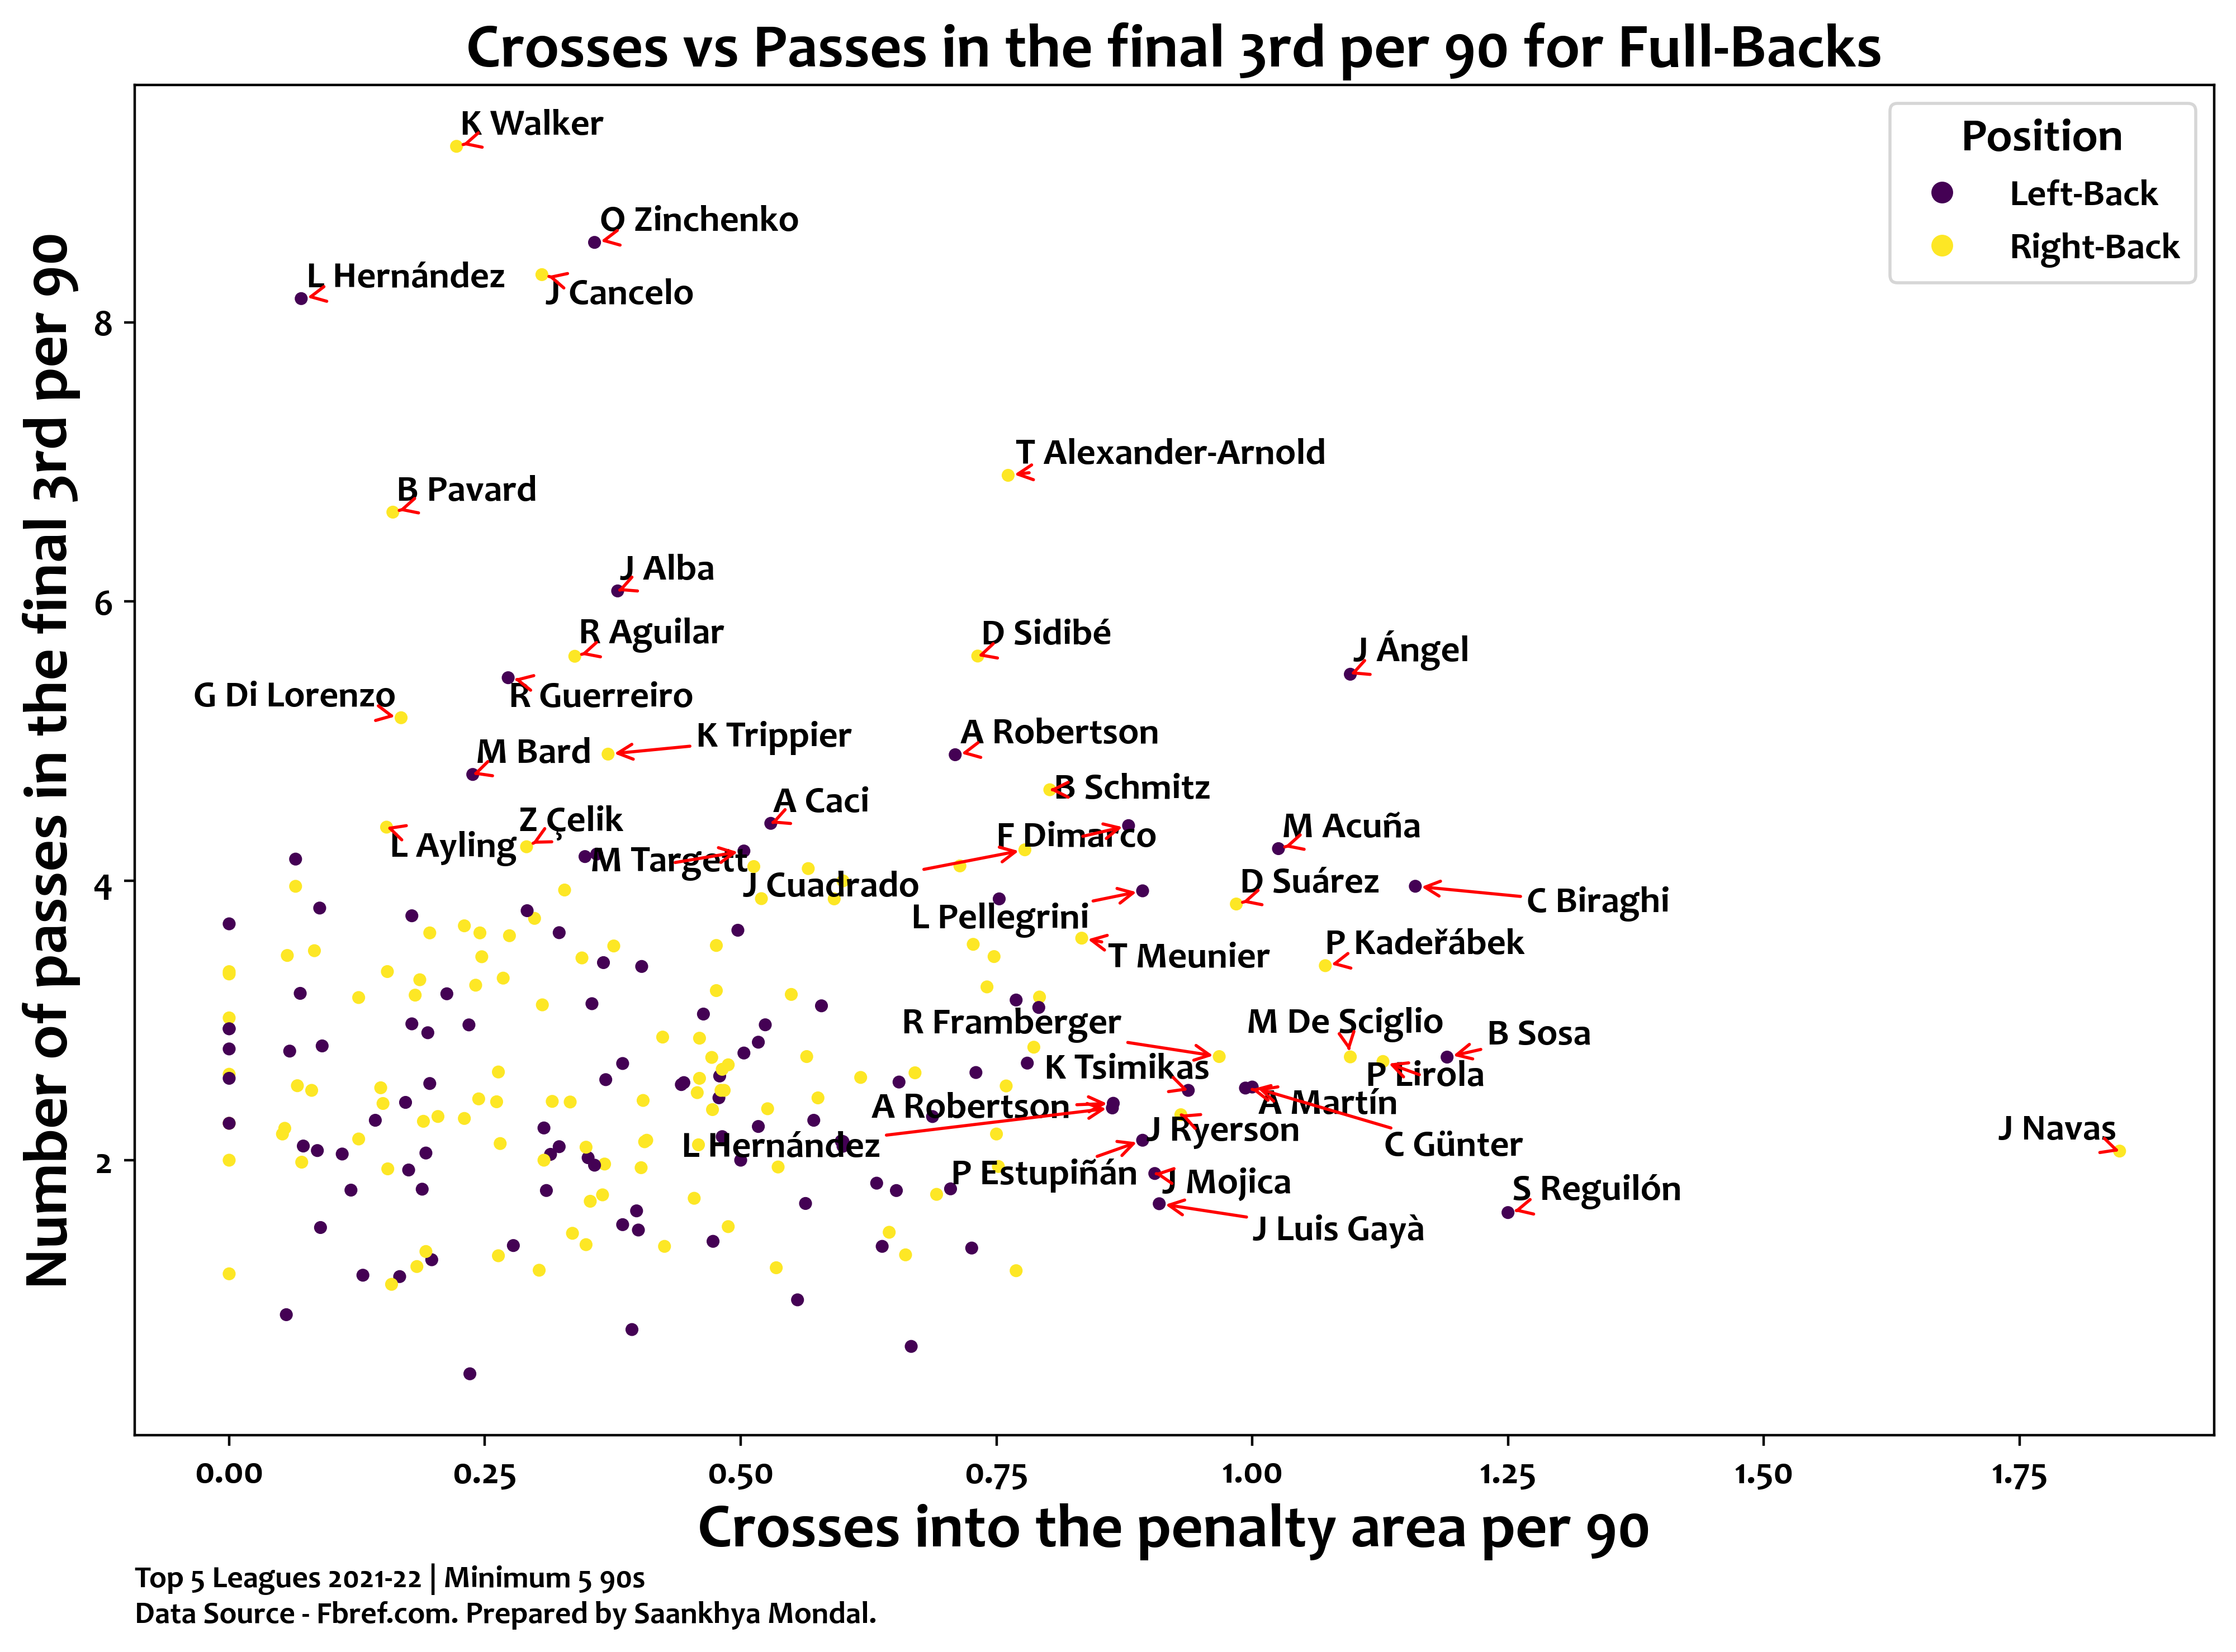 Crosses vs Passes in the final 3rd per 90 for Full-Backs
Position
Left-Back
Right-Back
K Walker
O Zinchenko
L Hernández
J Cancelo
T Alexander-Arnold
B Pavard
J Alba
R Aguilar
D Sidibé
J Ángel
G Di Lorenzo
R Guerreiro
K Trippier
A Robertson
M Bard
B Schmitz
A Caci
Z Çelik
F Dimarco
M Acuña
L Ayling
M Targett
J Cuadrado
D Suárez
C Biraghi
L Pellegrini
T Meunier
P Kadeřábek
R Framberger
M De Sciglio
B Sosa
K Tsimikas
P Lirola
A Robertson
A Martín
L Hernández
J Ryerson
C Günter
J Navas
P Estupiñán
J Mojica
S Reguilón
J Luis Gayà
Number of passes in the final 3rd per 90
8
6
4
2
0.00 0.25 0.50 0.75 1.00 1.25 1.50 1.75
Crosses into the penalty area per 90
Top 5 Leagues 2021-22 | Minimum 5 90s
Data Source - Fbref.com. Prepared by Saankhya Mondal.